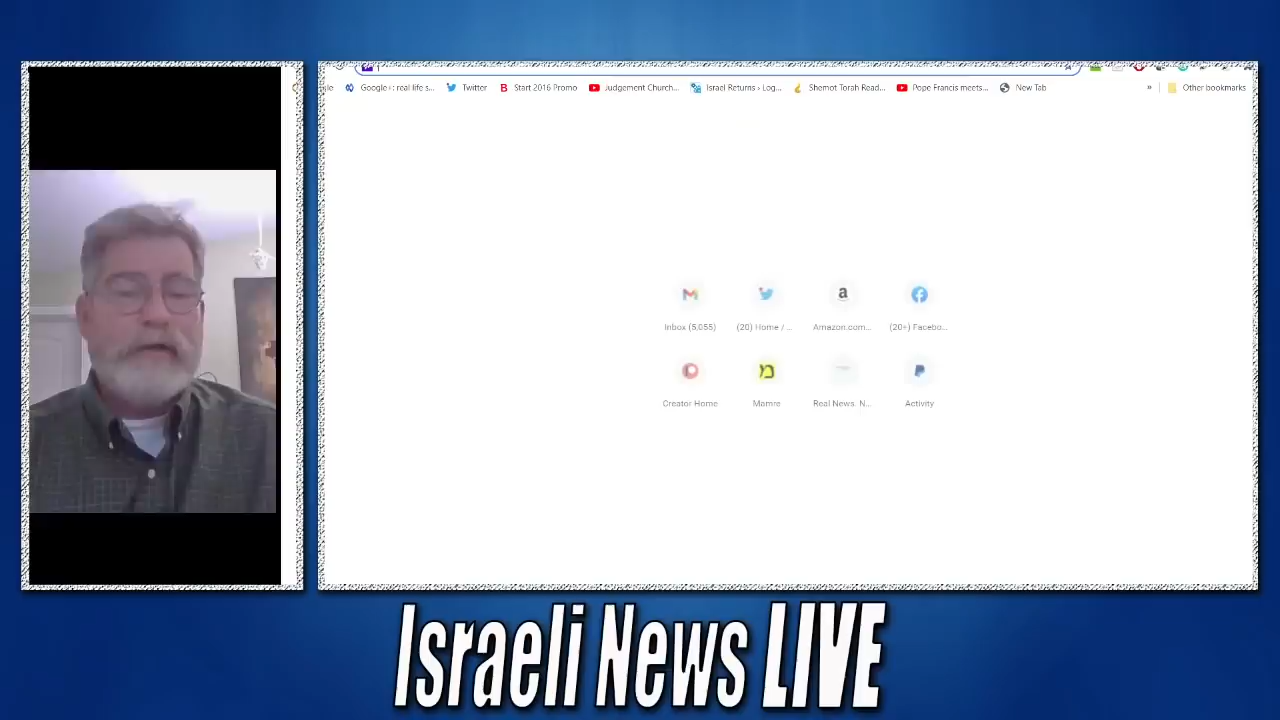 gle Google+: real life s... Twitter Start 2016 Promo Judgement Church... Israel Returns › Log... Shemot Torah Read... Pope Francis meets... New Tab » Other bookmarks
Inbox (5,055) (20) Home / ... Amazon.com... (20+) Facebo...
Creator Home Mamre Real News. N... Activity
Israeli News LIVE